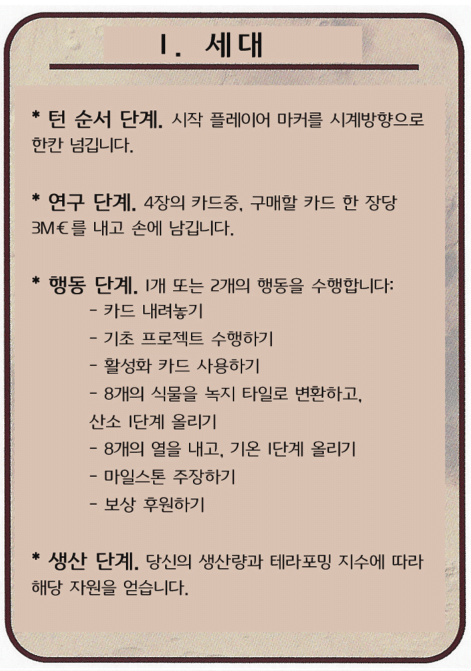 I. 세대
* 턴 순서 단계. 시작 플레이어 마커를 시계방향으로
한칸 넘깁니다.
* 연구 단계. 4장의 카드중, 구매할 카드 한 장당
3M€를 내고 손에 남깁니다.
* 행동 단계. 1개 또는 2개의 행동을 수행합니다:
- 카드 내려놓기
- 기초 프로젝트 수행하기
- 활성화 카드 사용하기
- 8개의 식물을 녹지 타일로 변환하고,
산소 1단계 올리기
- 8개의 열을 내고, 기온 1단계 올리기
- 마일스톤 주장하기
- 보상 후원하기
* 생산 단계. 당신의 생산량과 테라포밍 지수에 따라
해당 자원을 얻습니다.